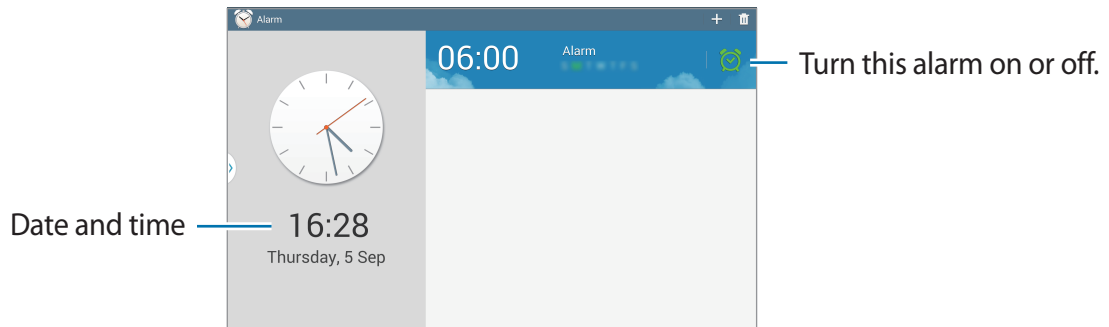 Alarm
06:00 Alarm
Turn this alarm on or off.
Date and time
16:28
Thursday, 5 Sep